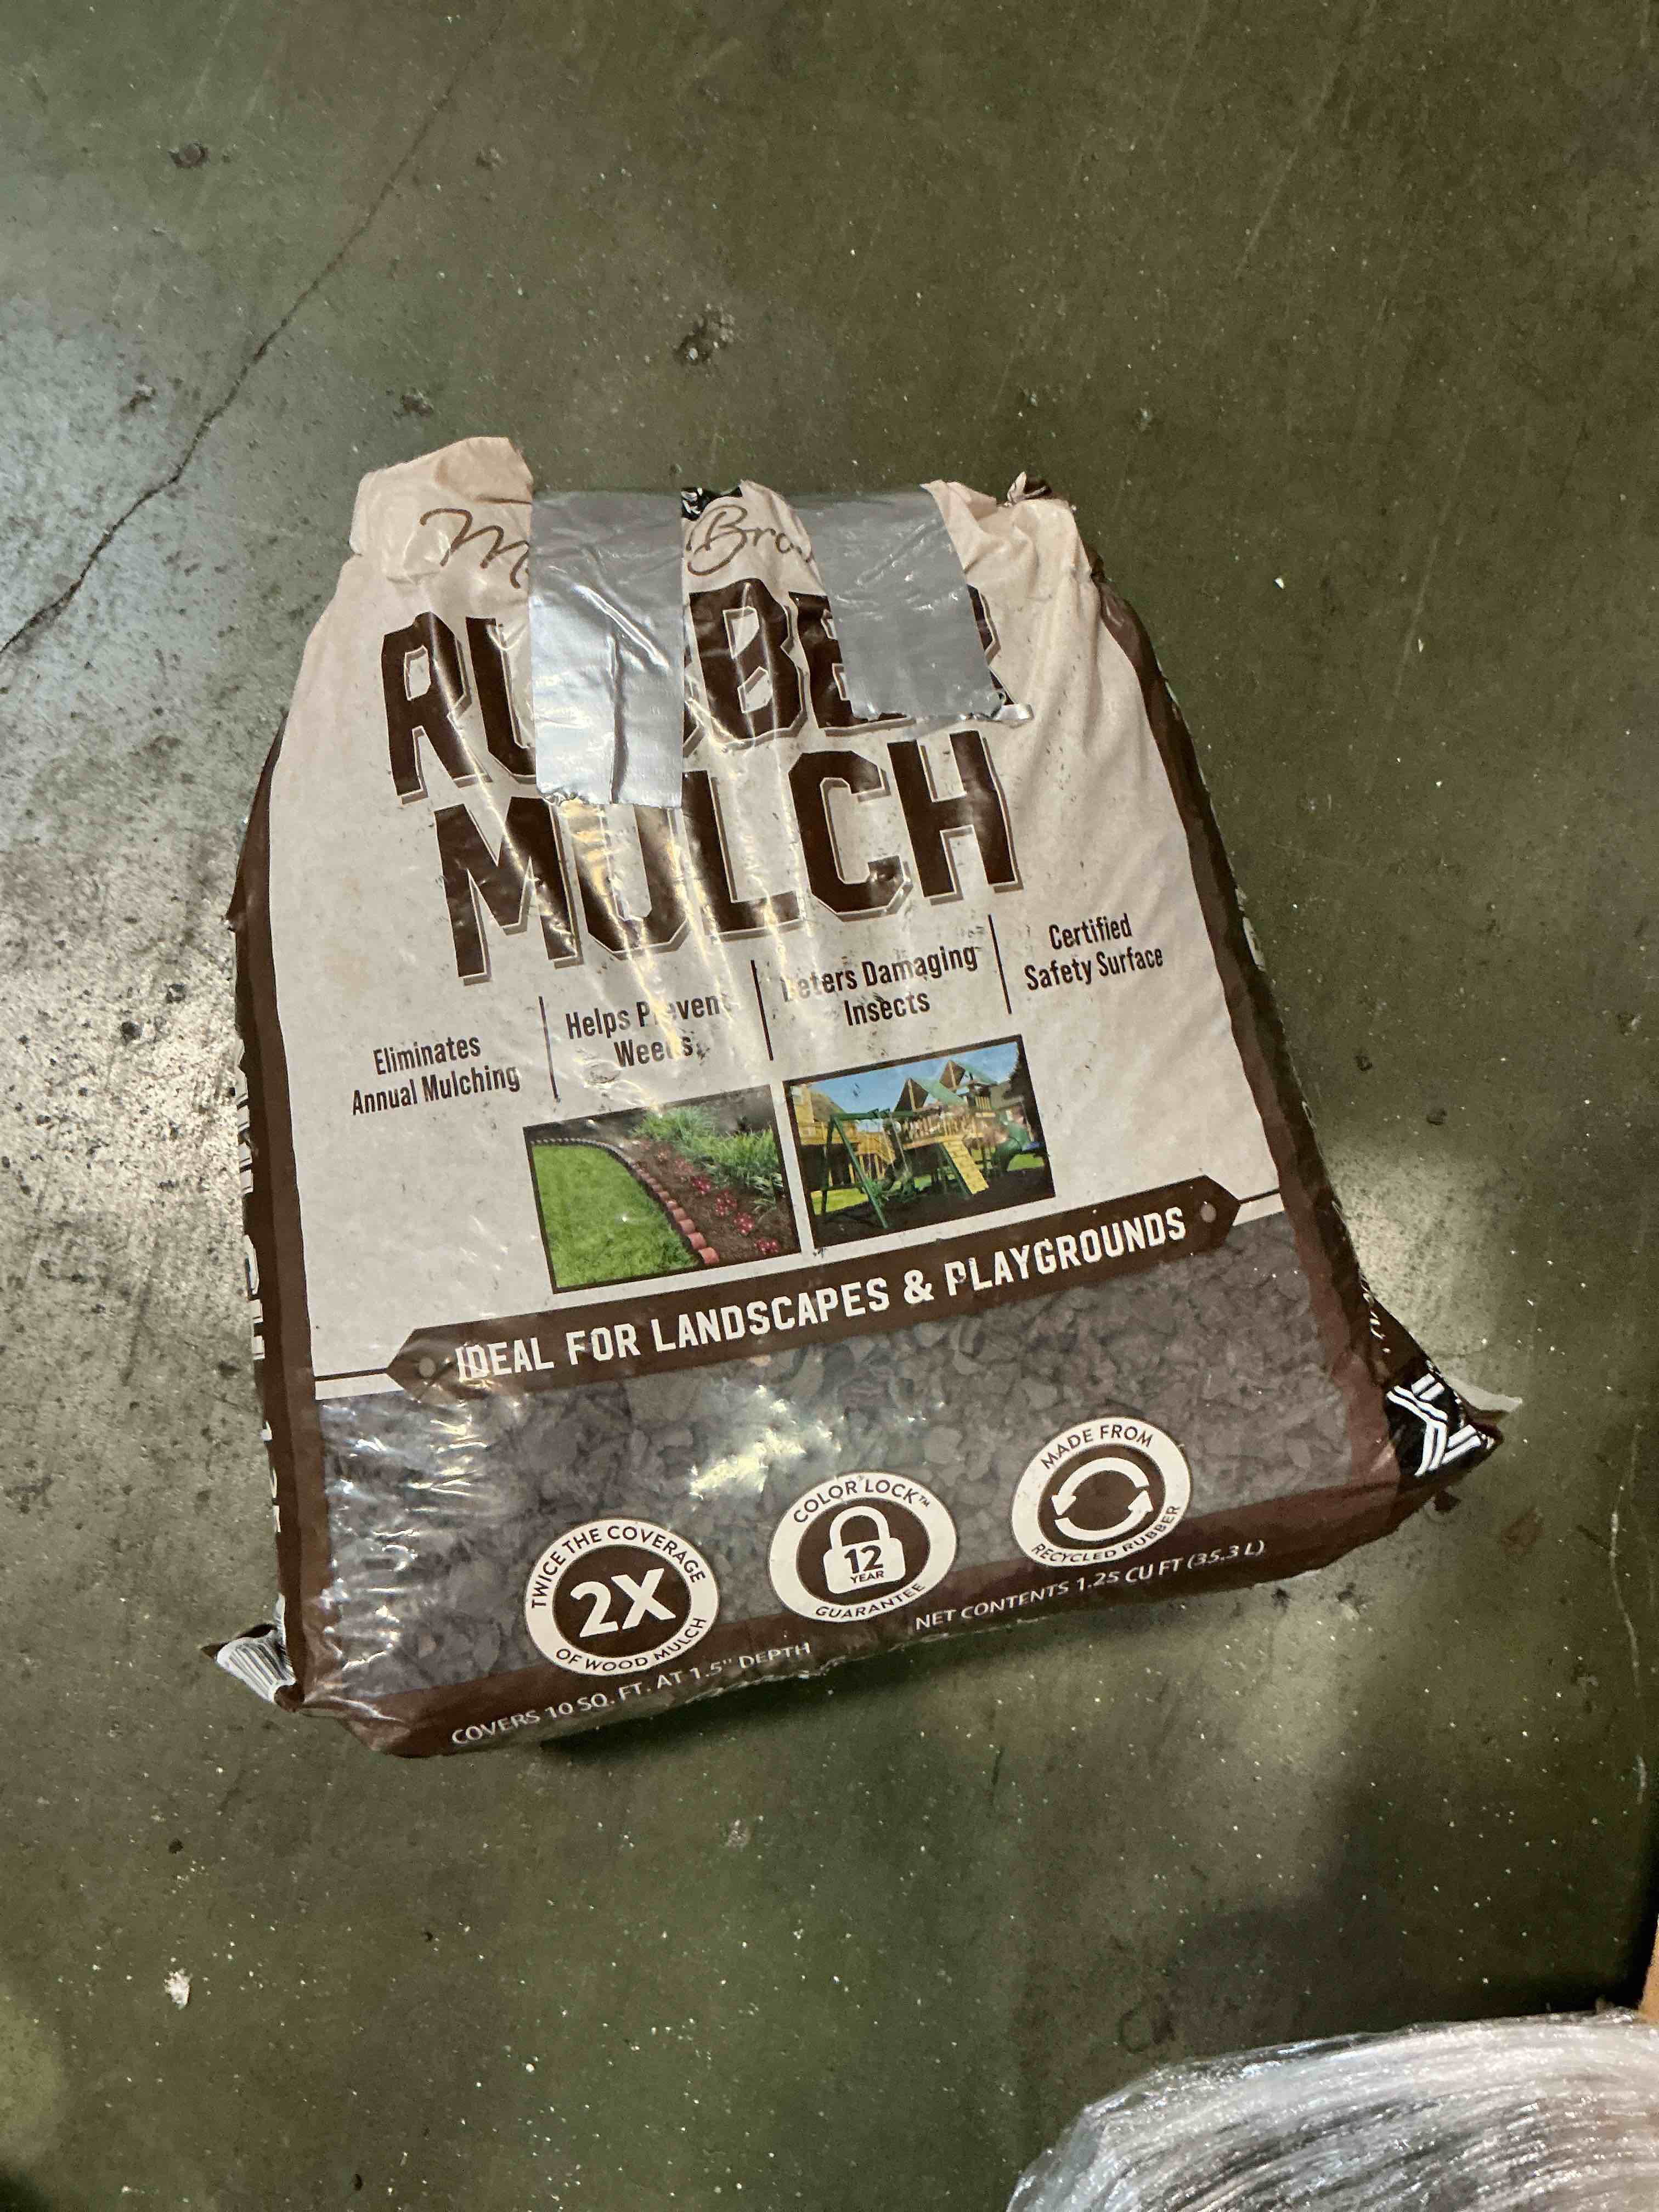 RUBBER
MULCH
Eliminates
Annual Mulching
Helps Prevent
Weeds
Deters Damaging
Insects
Certified
Safety Surface
IDEAL FOR LANDSCAPES & PLAYGROUNDS
TWICE THE COVERAGE
2X
OF WOOD MULCH
COLOR LOCK™
12
YEAR
GUARANTEE
MADE FROM
RECYCLED RUBBER
COVERS 10 SQ. FT. AT 1.5" DEPTH
NET CONTENTS 1.25 CU FT (35.3 L)